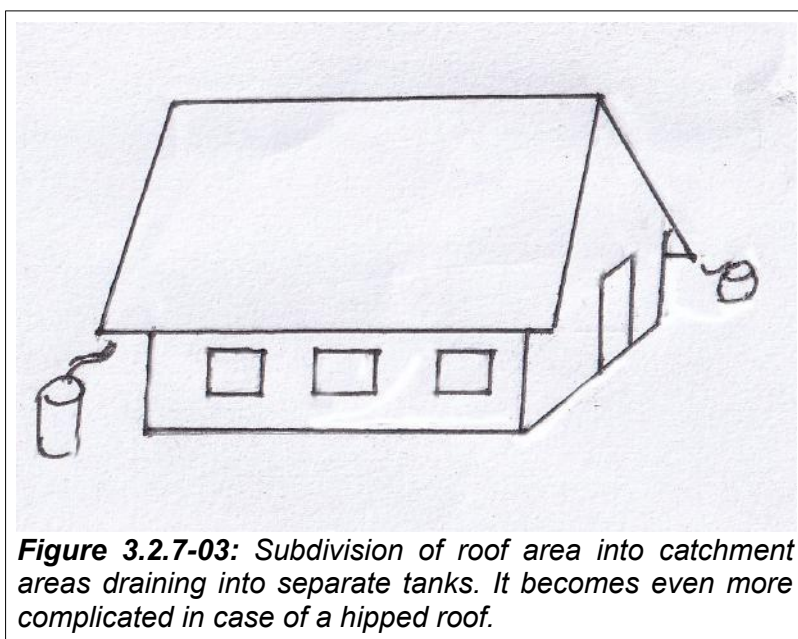 Figure 3.2.7-03: Subdivision of roof area into catchment
areas draining into separate tanks. It becomes even more
complicated in case of a hipped roof.